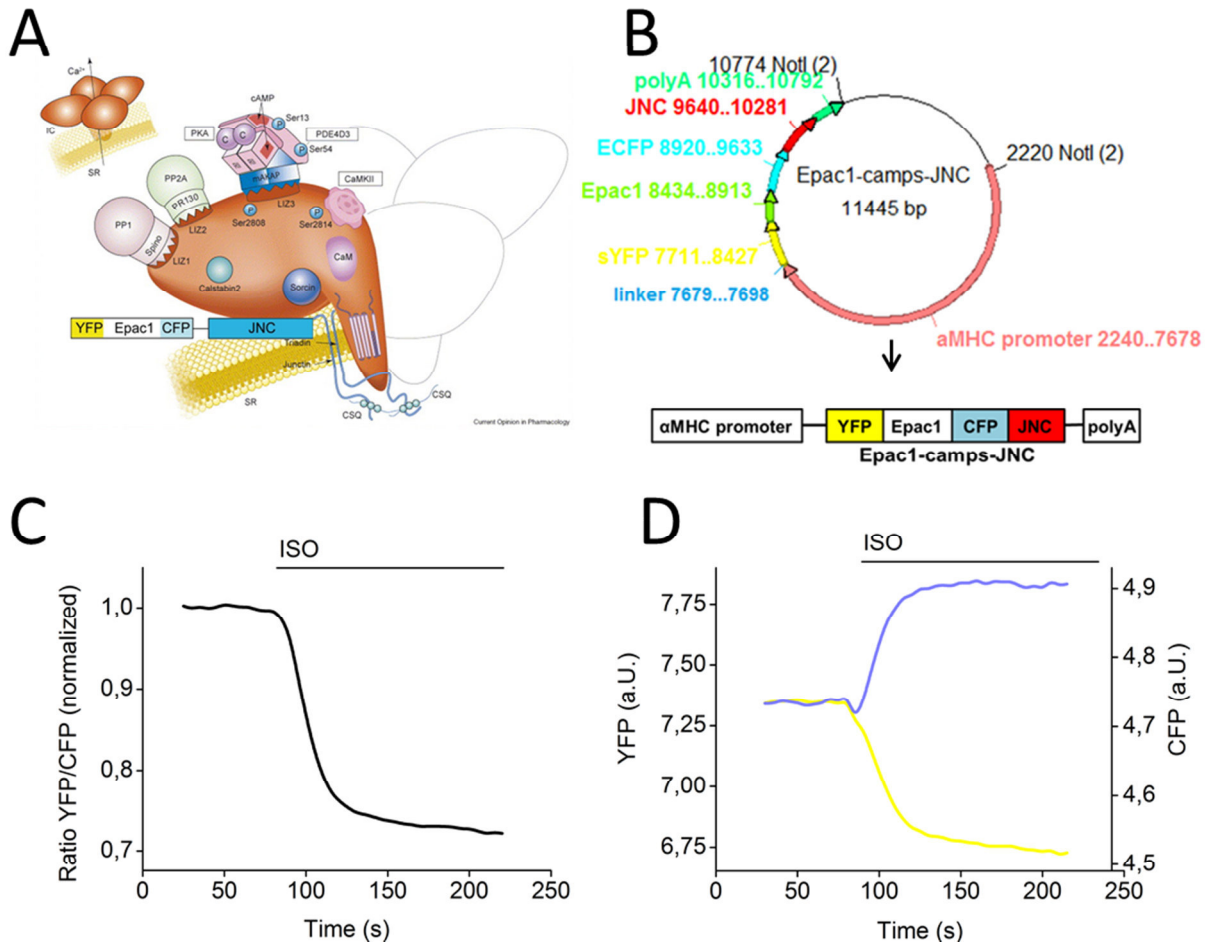 A
Ca2+
IC
SR
cAMP
Ser13
PKA
C
C
P
PDE4D3
P
Ser54
mAKAP
PP2A
PR130
LIZ2
LIZ3
P
Ser2808
P
Ser2814
CaMKII
PP1
Spino
LIZ1
CaM
Calstabin2
Sorcin
YFP Epac1 CFP
JNC
Triadin
Junctin
SR
CSQ
CSQ
Current Opinion in Pharmacology
B
10774 NotI (2)
polyA 10316..10792
JNC 9640..10281
ECFP 8920..9633
Epac1 8434..8913
sYFP 7711..8427
linker 7679...7698
2220 NotI (2)
Epac1-camps-JNC
11445 bp
aMHC promoter 2240..7678
αMHC promoter YFP Epac1 CFP JNC polyA
Epac1-camps-JNC
C
ISO
Ratio YFP/CFP (normalized)
1,0
0,9
0,8
0,7
0 50 100 150 200 250
Time (s)
D
ISO
YFP (a.U.)
7,75
7,50
7,25
7,00
6,75
4,9
4,8
4,7
4,6
4,5
CFP (a.U.)
0 50 100 150 200 250
Time (s)